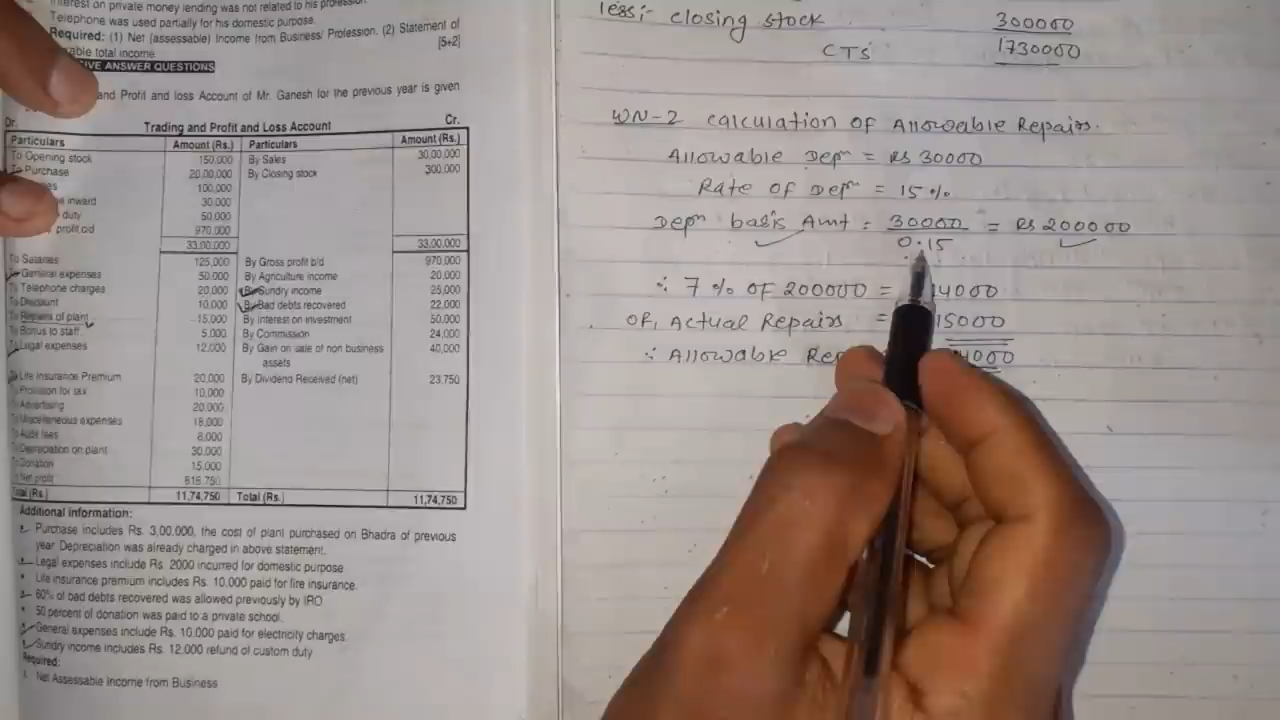 interest on private money lending was not related to his profession.
Telephone was used partially for his domestic purpose.
Required: (1) Net (assessable) Income from Business/ Profession. (2) Statement of
able total income.
[5+2]
IVE ANSWER QUESTIONS
and Profit and loss Account of Mr. Ganesh for the previous year is given
Dr. Trading and Profit and Loss Account Cr.
Particulars Amount (Rs.) Particulars Amount (Rs.)
To Opening stock 150,000 By Sales 30,00,000
To Purchase 20,00,000 By Closing stock 300,000
es 100,000
e inward 30,000
duty 50,000
profit c/d 970,000
33,00,000 33,00,000
To Salaries 125,000 By Gross profit b/d 970,000
General expenses 50,000 By Agriculture income 20,000
To Telephone charges 20,000 By Sundry income 25,000
To Discount 10,000 By Bad debts recovered 22,000
To Repairs of plant 15,000 By Interest on investment 50,000
To Bonus to staff 5,000 By Commission 24,000
To Legal expenses 12,000 By Gain on sale of non business 40,000
assets
Life Insurance Premium 20,000 By Dividend Received (net) 23,750
To Provision for tax 10,000
To Advertising 20,000
To Miscellaneous expenses 18,000
To Audit fees 8,000
To Depreciation on plant 30,000
To Donation 15,000
To Net profit 816,750
Total (Rs.) 11,74,750 Total (Rs.) 11,74,750
Additional information:
Purchase includes Rs. 3,00,000, the cost of plant purchased on Bhadra of previous
year. Depreciation was already charged in above statement.
Legal expenses include Rs. 2000 incurred for domestic purpose
Life insurance premium includes Rs. 10,000 paid for fire insurance.
60% of bad debts recovered was allowed previously by IRO
50 percent of donation was paid to a private school.
General expenses include Rs. 10,000 paid for electricity charges.
Sundry income includes Rs. 12,000 refund of custom duty
Required:
Net Assessable Income from Business
less:- closing stock 300000
CTS 1730000
WN-2 Calculation of Allowable Repairs.
Allowable Depn = Rs 30000
Rate of Depn = 15%
Depn basis Amt = 30000 = Rs 200000
0.15
∴ 7% OF 200000 = 14000
OR, Actual Repairs = 15000
∴ Allowable 000